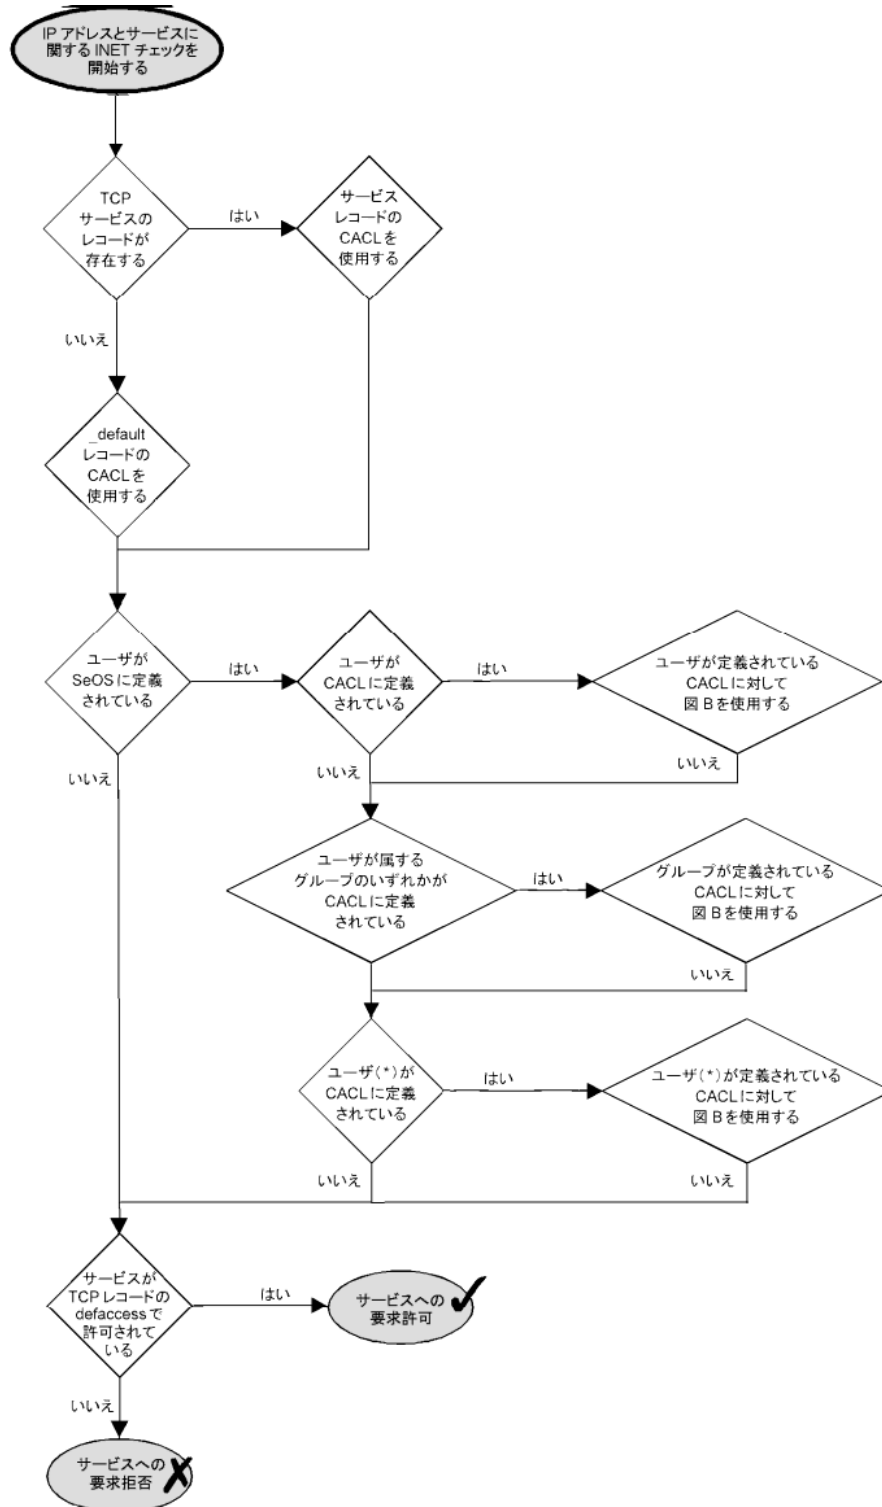 IP アドレスとサービスに
関する INET チェックを
開始する
TCP
サービスの
レコードが
存在する
はい
サービス
レコードの
CACL を
使用する
いいえ
_default
レコードの
CACL を
使用する
ユーザが
SeOS に定義
されている
はい
ユーザが
CACL に定義
されている
はい
ユーザが定義されている
CACL に対して
図 B を使用する
いいえ
いいえ
いいえ
ユーザが属する
グループのいずれかが
CACL に定義
されている
はい
グループが定義されている
CACL に対して
図 B を使用する
いいえ
ユーザ(*)が
CACL に定義
されている
はい
ユーザ(*)が定義されている
CACL に対して
図 B を使用する
いいえ
いいえ
サービスが
TCP レコードの
defaccess で
許可されて
いる
はい
サービスへの
要求許可
いいえ
サービスへの
要求拒否